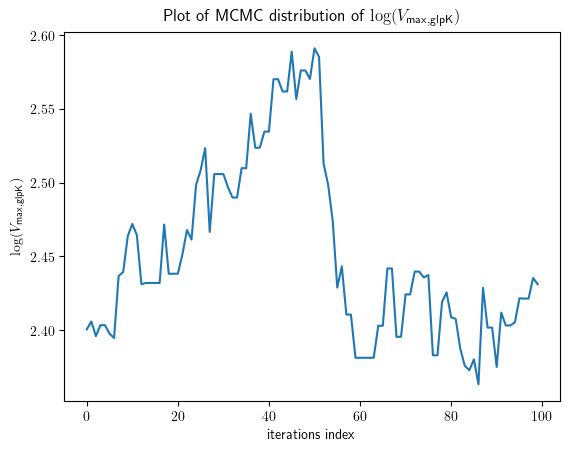 Plot of MCMC distribution of log(V_max,glpK)
2.60
2.55
2.50
2.45
2.40
log(V_max,glpK)
0 20 40 60 80 100
iterations index